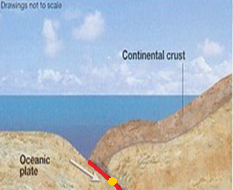 Drawings not to scale
Continental crust
Oceanic
plate